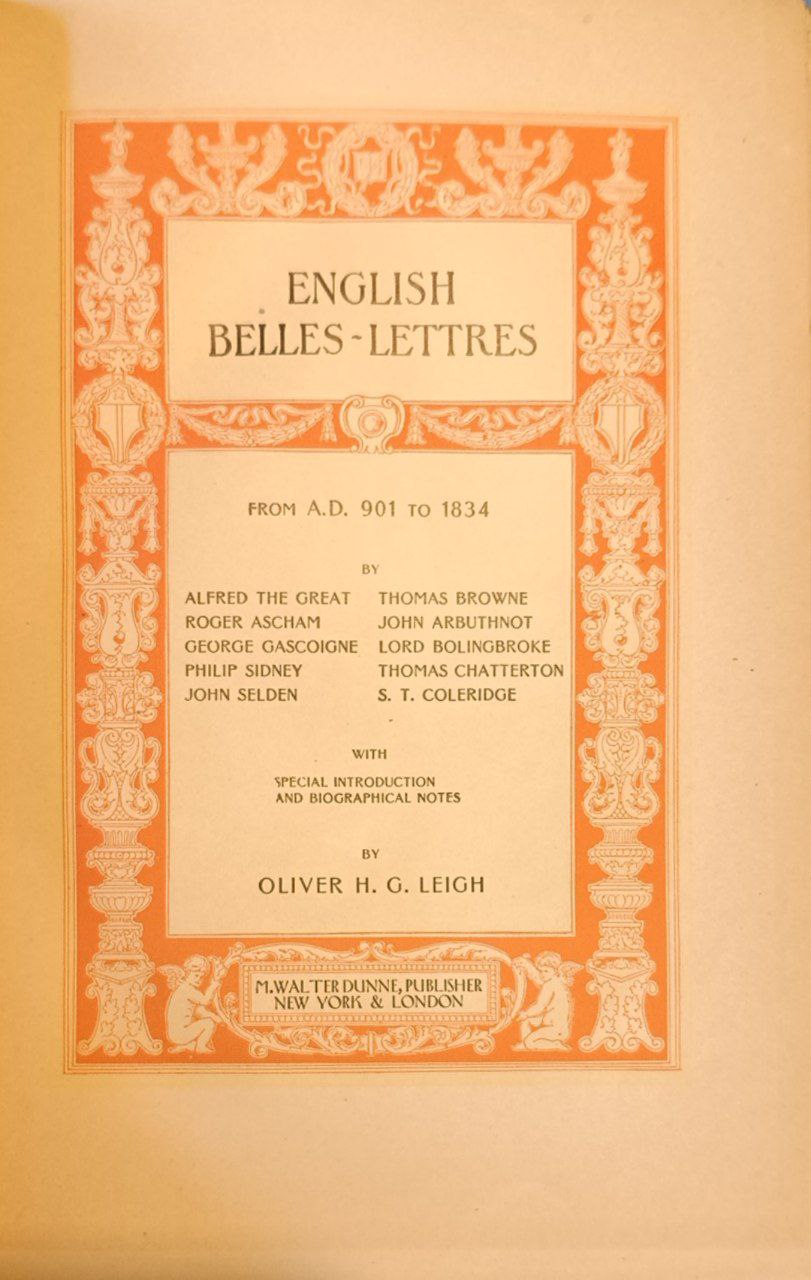 ENGLISH
BELLES-LETTRES
FROM A.D. 901 TO 1834
BY
ALFRED THE GREAT
ROGER ASCHAM
GEORGE GASCOIGNE
PHILIP SIDNEY
JOHN SELDEN
THOMAS BROWNE
JOHN ARBUTHNOT
LORD BOLINGBROKE
THOMAS CHATTERTON
S. T. COLERIDGE
WITH
SPECIAL INTRODUCTION
AND BIOGRAPHICAL NOTES
BY
OLIVER H. G. LEIGH
M. WALTER DUNNE, PUBLISHER
NEW YORK & LONDON